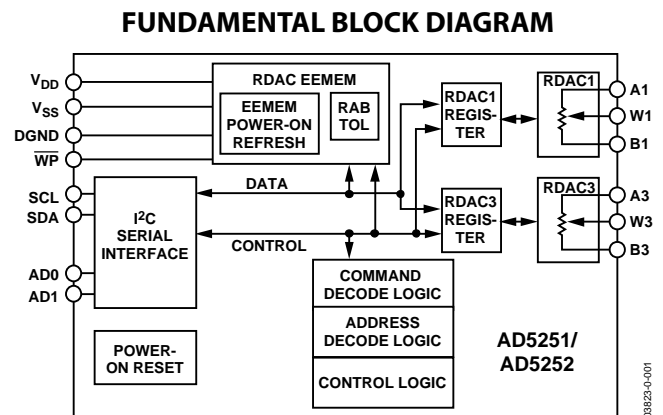 FUNDAMENTAL BLOCK DIAGRAM
VDD
VSS
DGND
WP
SCL
SDA
AD0
AD1
RDAC EEMEM
EEMEM
POWER-ON
REFRESH
RAB
TOL
I2C
SERIAL
INTERFACE
DATA
CONTROL
POWER-
ON RESET
COMMAND
DECODE LOGIC
ADDRESS
DECODE LOGIC
CONTROL LOGIC
RDAC1
REGIS-
TER
RDAC3
REGIS-
TER
RDAC1
RDAC3
A1
W1
B1
A3
W3
B3
AD5251/
AD5252
03823-0-001